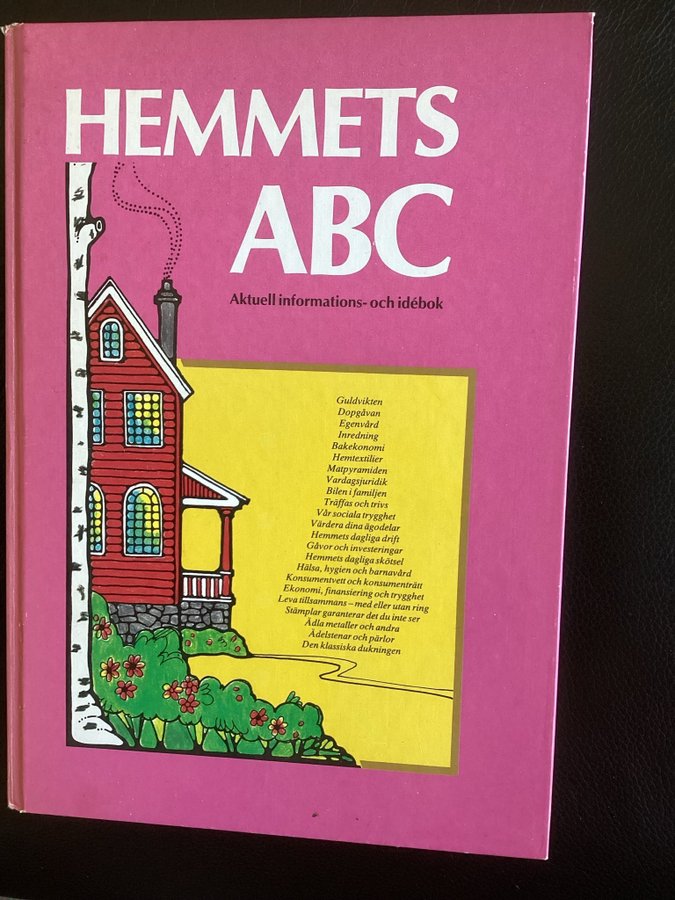 HEMMETS
ABC
Aktuell informations- och idébok
Guldvikten
Dopgåvan
Egenvård
Inredning
Bakekonomi
Hemtextilier
Matpyramiden
Vardagsjuridik
Bilen i familjen
Träffas och trivs
Vår sociala trygghet
Värdera dina ägodelar
Hemmets dagliga drift
Gåvor och investeringar
Hemmets dagliga skötsel
Hälsa, hygien och barnavård
Konsumentvett och konsumenträtt
Ekonomi, finansiering och trygghet
Leva tillsammans – med eller utan ring
Stämplar garanterar det du inte ser
Ädla metaller och andra
Ädelstenar och pärlor
Den klassiska dukningen